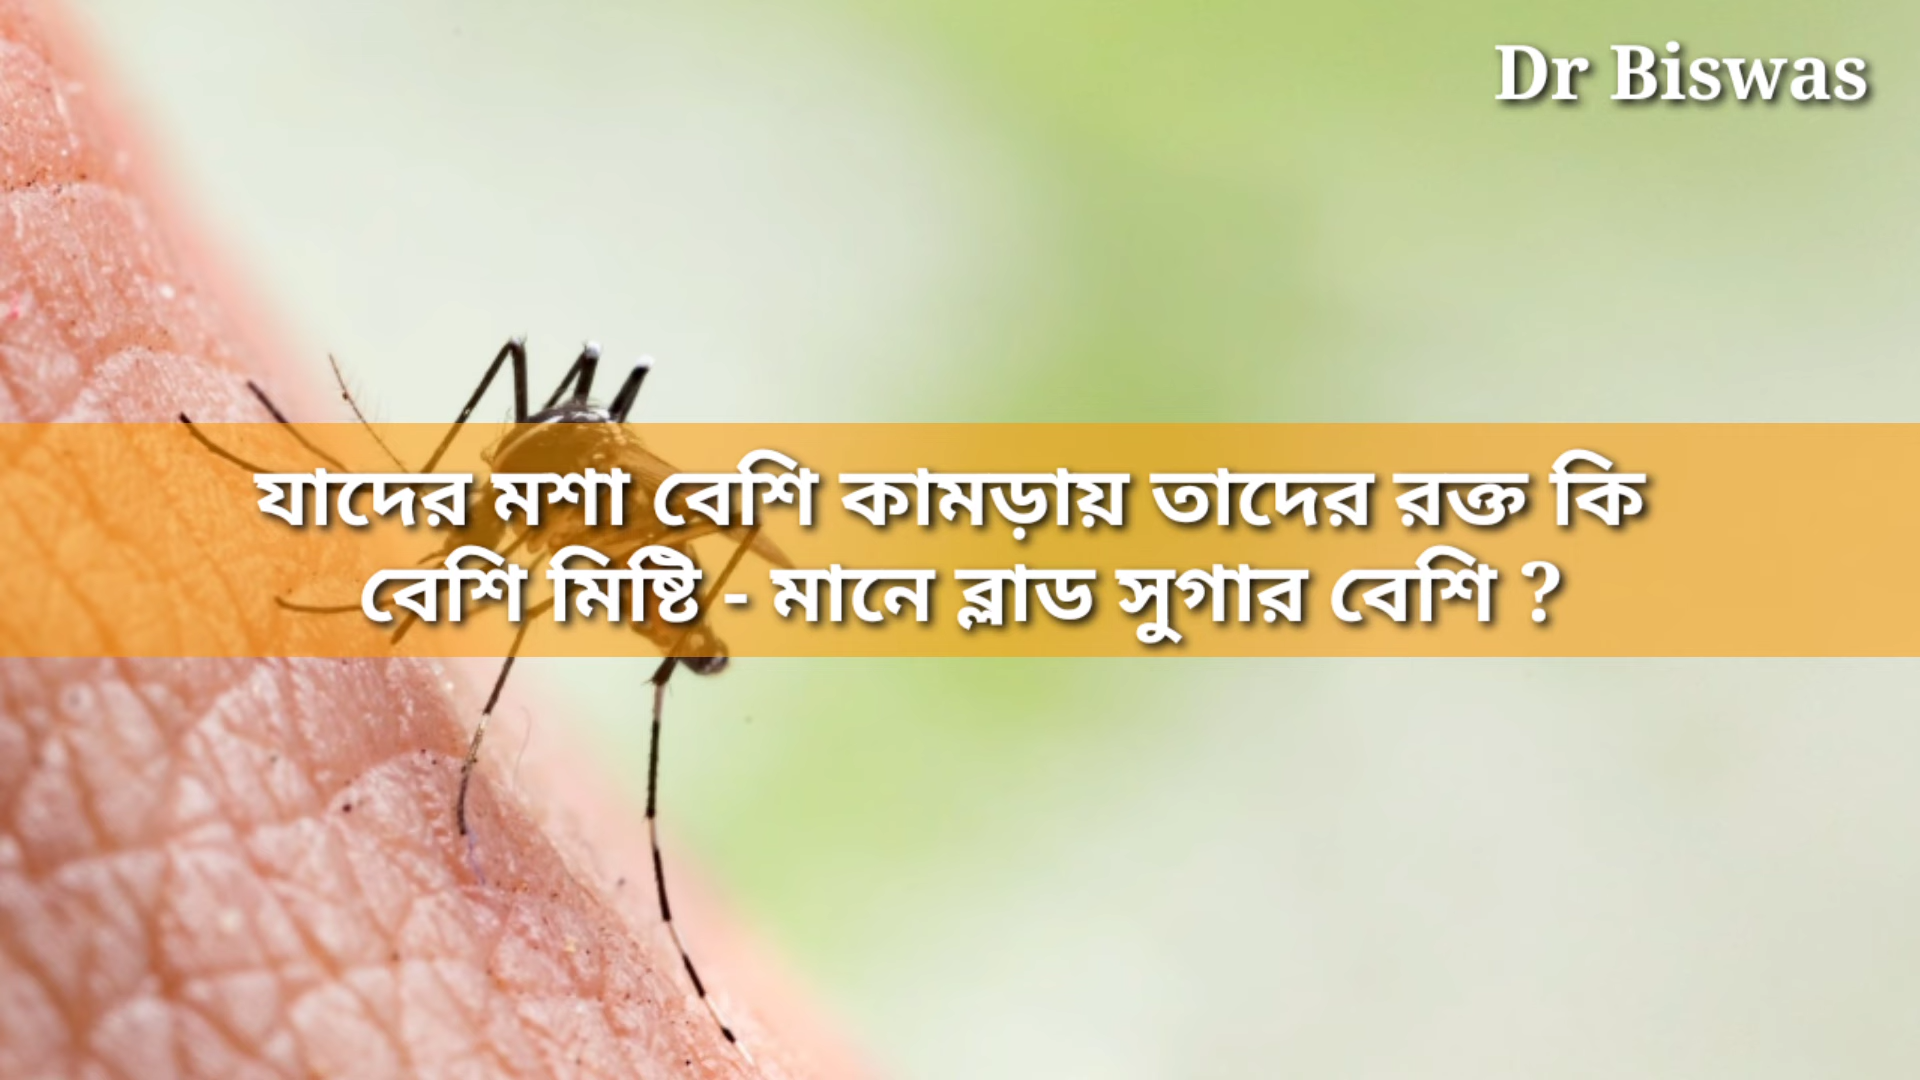 Dr Biswas
যাদের মশা বেশি কামড়ায় তাদের রক্ত কি
বেশি মিষ্টি - মানে ব্লাড সুগার বেশি ?